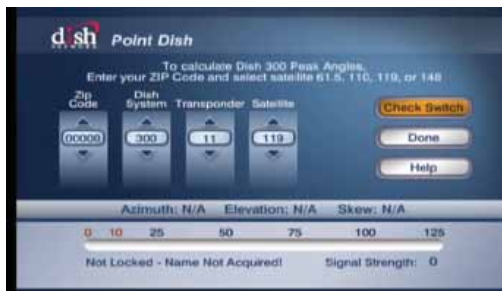 dish
NETWORK
Point Dish
To calculate Dish 300 Peak Angles.
Enter your ZIP Code and select satellite 61.5, 110, 119, or 148
Zip Code
Dish System
Transponder
Satellite
00000
300
11
119
Check Switch
Done
Help
Azimuth: N/A Elevation: N/A Skew: N/A
0 10 25 50 75 100 125
Not Locked - Name Not Acquired! Signal Strength: 0